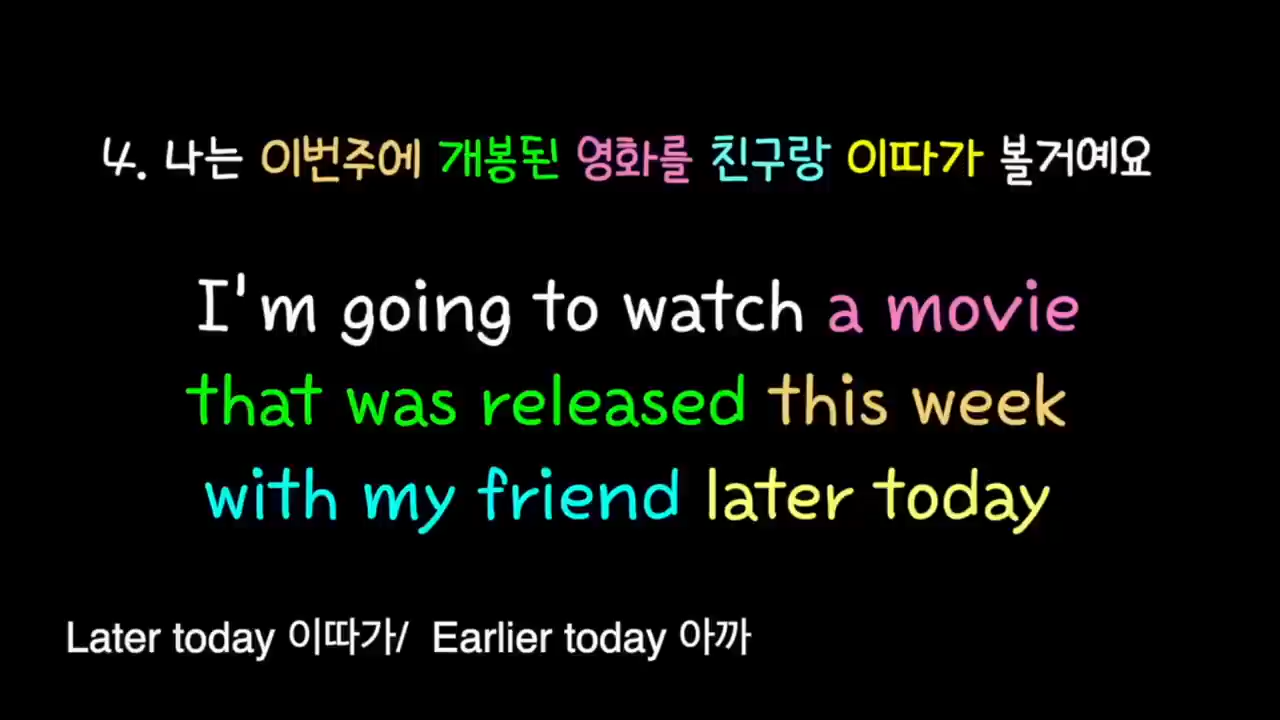 4. 나는 이번주에 개봉된 영화를 친구랑 이따가 볼거예요
I'm going to watch a movie
that was released this week
with my friend later today
Later today 이따가/ Earlier today 아까